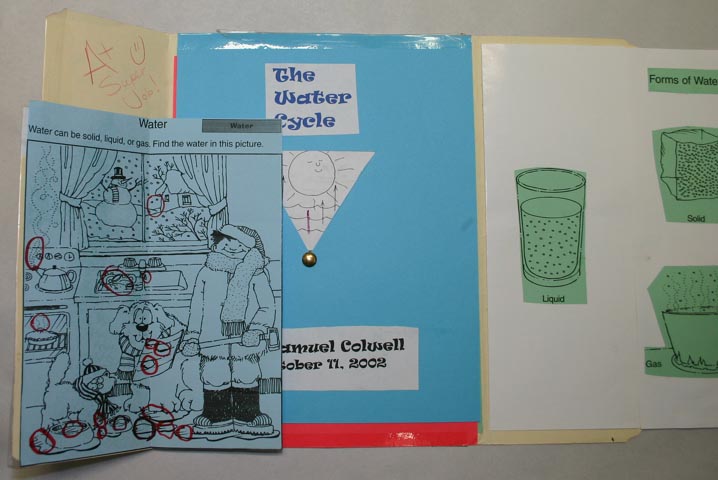 A+
Super
Job!
Water
Water
Water can be solid, liquid, or gas. Find the water in this picture.
The
Water
Cycle
amuel Colwell
tober 11, 2002
Forms of Wate
Solid
Liquid
Gas